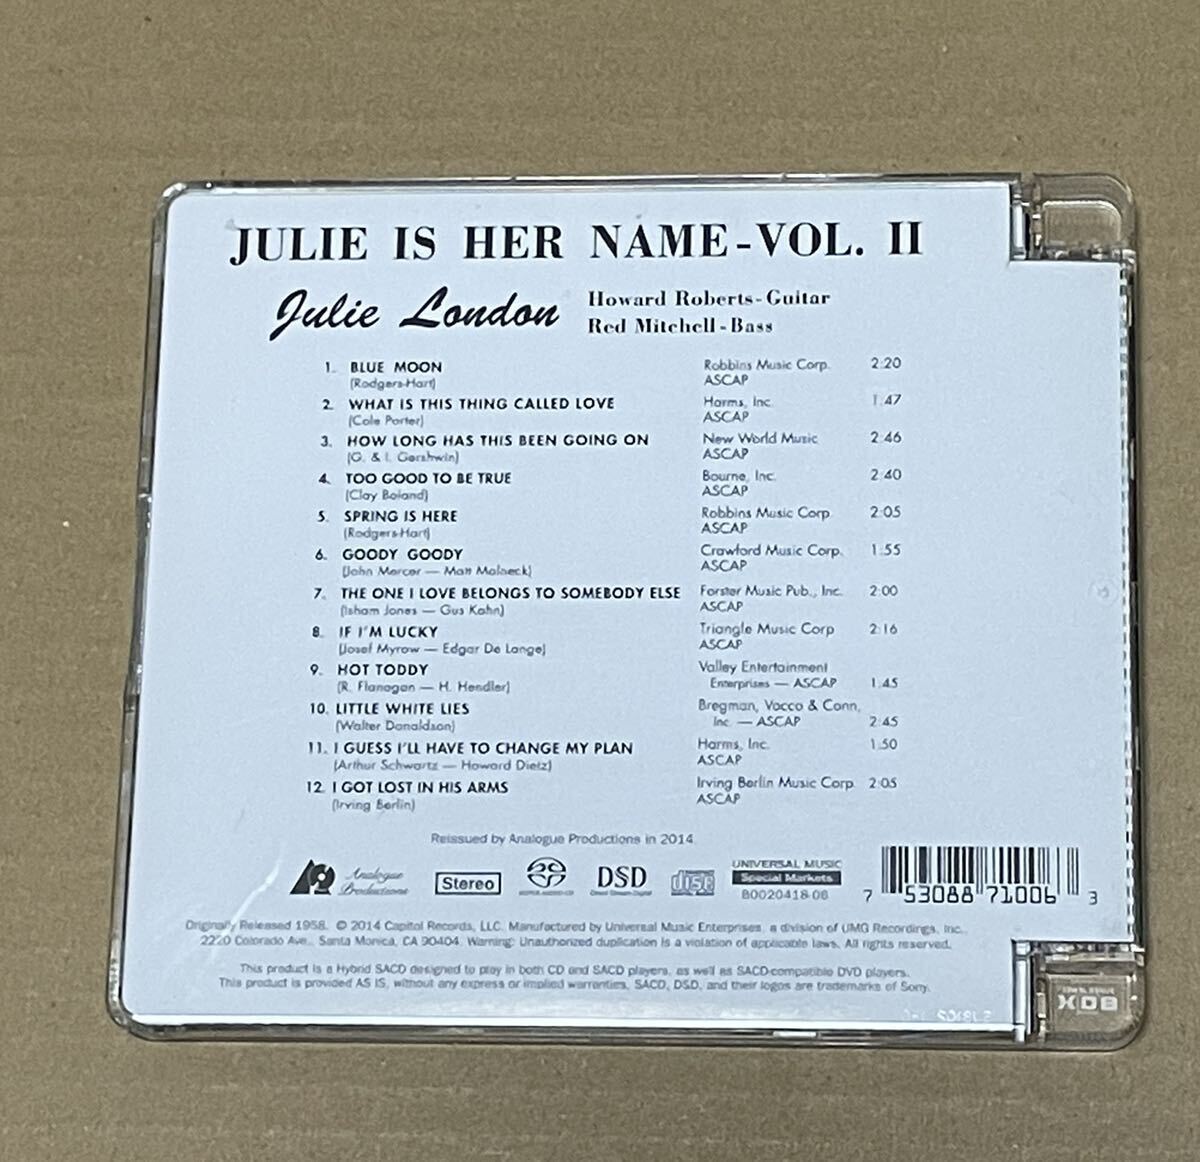 JULIE IS HER NAME-VOL. II
Julie London
Howard Roberts-Guitar
Red Mitchell-Bass
1. BLUE MOON Robbins Music Corp. 2:20
(Rodgers-Hart) ASCAP
2. WHAT IS THIS THING CALLED LOVE Harms, Inc. 1:47
(Cole Porter) ASCAP
3. HOW LONG HAS THIS BEEN GOING ON New World Music 2:46
(G. & I. Gershwin) ASCAP
4. TOO GOOD TO BE TRUE Bourne, Inc. 2:40
(Clay Boland) ASCAP
5. SPRING IS HERE Robbins Music Corp. 2:05
(Rodgers-Hart) ASCAP
6. GOODY GOODY Crawford Music Corp. 1:55
(John Mercer — Matt Malneck) ASCAP
7. THE ONE I LOVE BELONGS TO SOMEBODY ELSE Forster Music Pub., Inc. 2:00
(Isham Jones — Gus Kahn) ASCAP
8. IF I'M LUCKY Triangle Music Corp 2:16
(Josef Myrow — Edgar De Lange) ASCAP
9. HOT TODDY Valley Entertainment
(R. Flanagan — H. Hendler) Enterprises — ASCAP 1:45
10. LITTLE WHITE LIES Bregman, Vocco & Conn,
(Walter Donaldson) Inc. — ASCAP 2:45
11. I GUESS I'LL HAVE TO CHANGE MY PLAN Harms, Inc. 1:50
(Arthur Schwartz — Howard Dietz) ASCAP
12. I GOT LOST IN HIS ARMS Irving Berlin Music Corp. 2:05
(Irving Berlin) ASCAP
Reissued by Analogue Productions in 2014.
Analogue Productions
Stereo
SUPER AUDIO CD
DSD
Direct Stream Digital
disc
UNIVERSAL MUSIC
Special Markets
B0020418-06
7 53088 71006 3
Originally Released 1958. © 2014 Capitol Records, LLC. Manufactured by Universal Music Enterprises, a division of UMG Recordings, Inc.,
2220 Colorado Ave., Santa Monica, CA 90404. Warning: Unauthorized duplication is a violation of applicable laws. All rights reserved.
This product is a Hybrid SACD designed to play in both CD and SACD players, as well as SACD-compatible DVD players.
This product is provided AS IS, without any express or implied warranties. SACD, DSD, and their logos are trademarks of Sony.